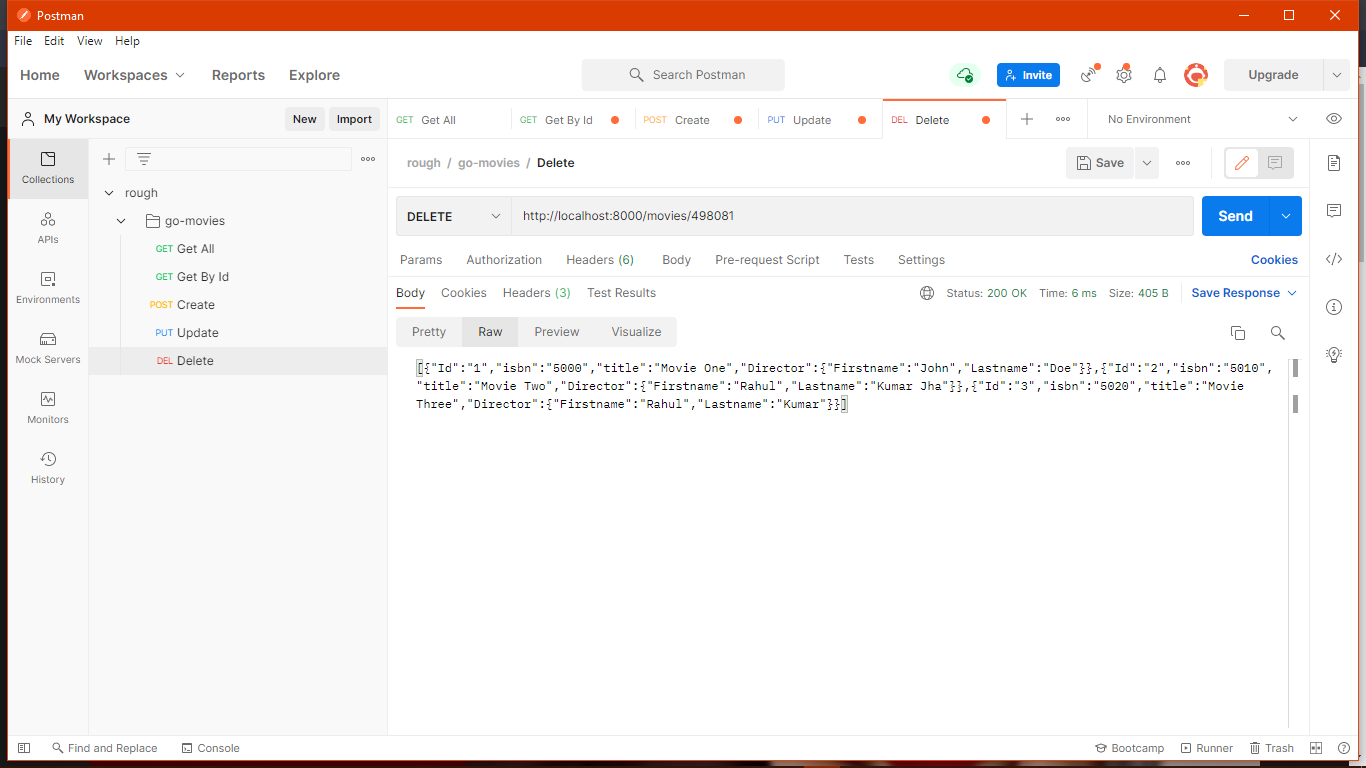 Postman
File Edit View Help
Home Workspaces Reports Explore Search Postman Invite Upgrade
My Workspace New Import
GET Get All GET Get By Id POST Create PUT Update DEL Delete No Environment
Collections
APIs
Environments
Mock Servers
Monitors
History
rough
go-movies
GET Get All
GET Get By Id
POST Create
PUT Update
DEL Delete
rough / go-movies / Delete Save
DELETE http://localhost:8000/movies/498081 Send
Params Authorization Headers (6) Body Pre-request Script Tests Settings Cookies
Body Cookies Headers (3) Test Results Status: 200 OK Time: 6 ms Size: 405 B Save Response
Pretty Raw Preview Visualize
[{"Id":"1","isbn":"5000","title":"Movie One","Director":{"Firstname":"John","Lastname":"Doe"}},{"Id":"2","isbn":"5010",
"title":"Movie Two","Director":{"Firstname":"Rahul","Lastname":"Kumar Jha"}},{"Id":"3","isbn":"5020","title":"Movie
Three","Director":{"Firstname":"Rahul","Lastname":"Kumar"}}]
Find and Replace Console Bootcamp Runner Trash